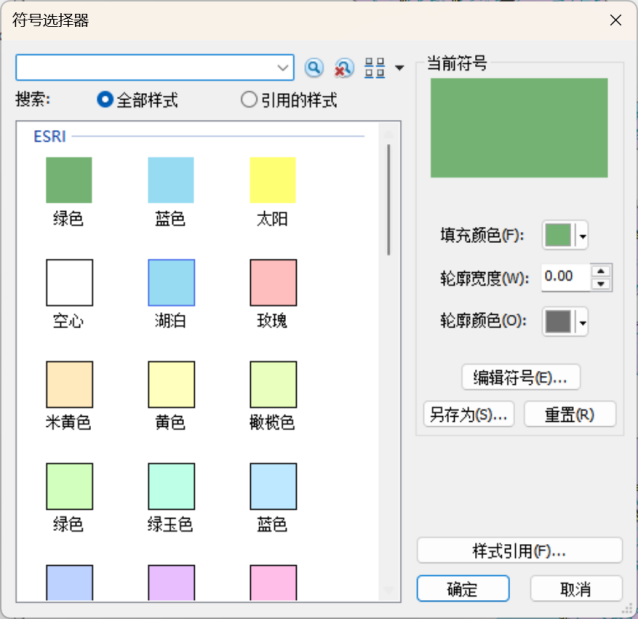 符号选择器
搜索:
全部样式
引用的样式
ESRI
绿色
蓝色
太阳
空心
湖泊
玫瑰
米黄色
黄色
橄榄色
绿色
绿玉色
蓝色
当前符号
填充颜色(F):
轮廓宽度(W):
0.00
轮廓颜色(O):
编辑符号(E)...
另存为(S)...
重置(R)
样式引用(F)...
确定
取消